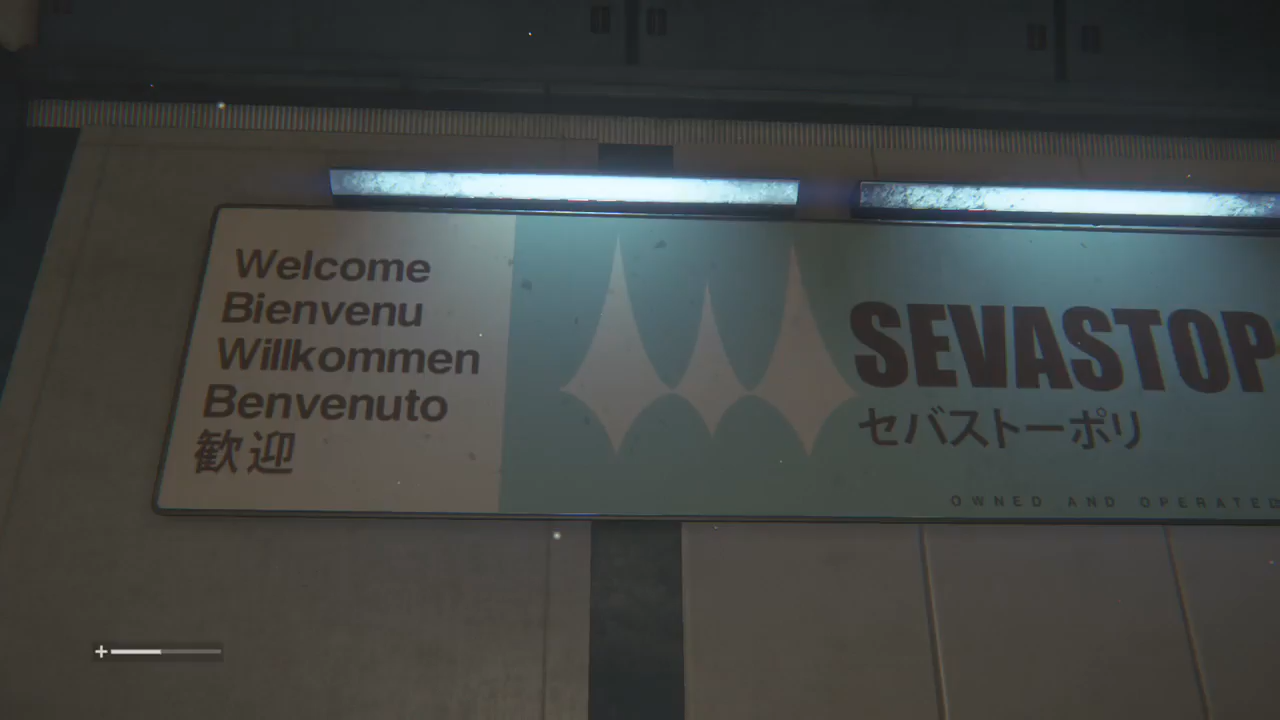 Welcome
Bienvenu
Willkommen
Benvenuto
歓迎
SEVASTOP
セバストーポリ
OWNED AND OPERATED